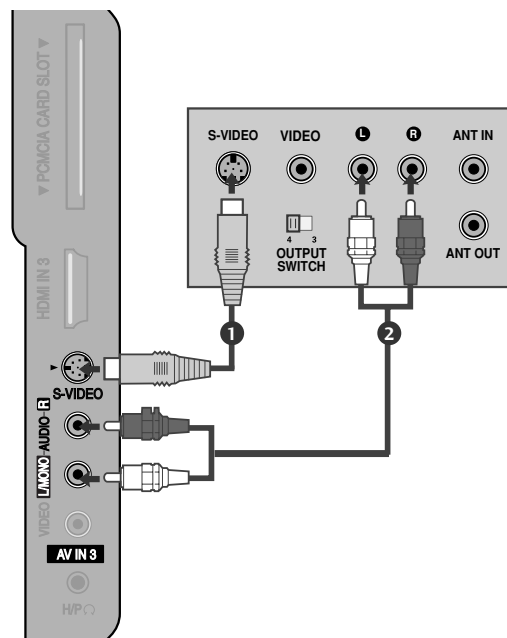 ▼ PCMCIA CARD SLOT ▼
HDMI IN 3
S-VIDEO
L/MONO-AUDIO-R
VIDEO
AV IN 3
H/P
S-VIDEO
VIDEO
L
R
ANT IN
4
3
OUTPUT
SWITCH
ANT OUT
1
2